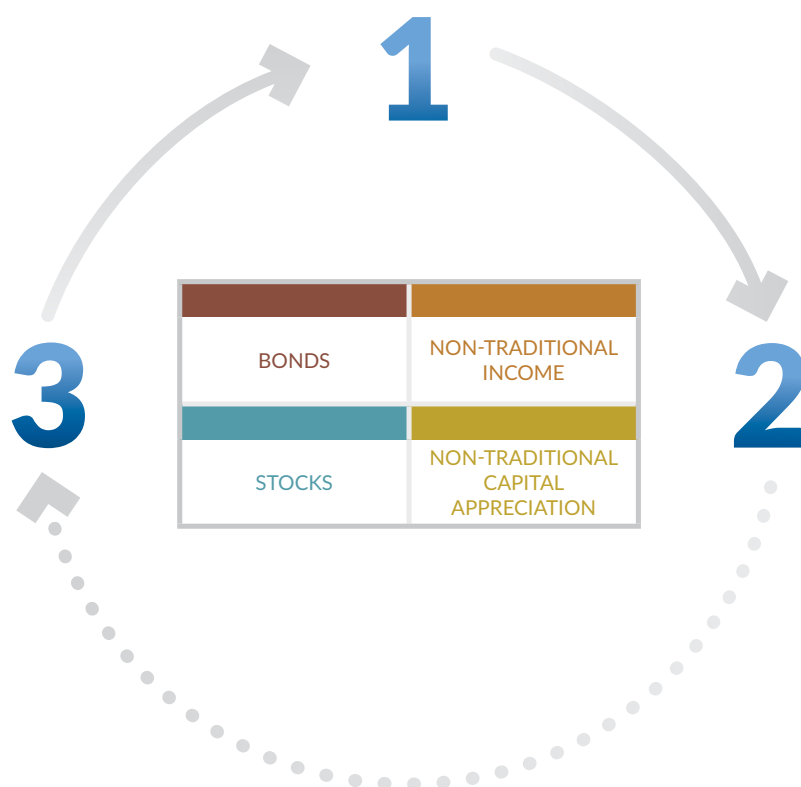 1
BONDS
NON-TRADITIONAL
INCOME
STOCKS
NON-TRADITIONAL
CAPITAL
APPRECIATION
3
2